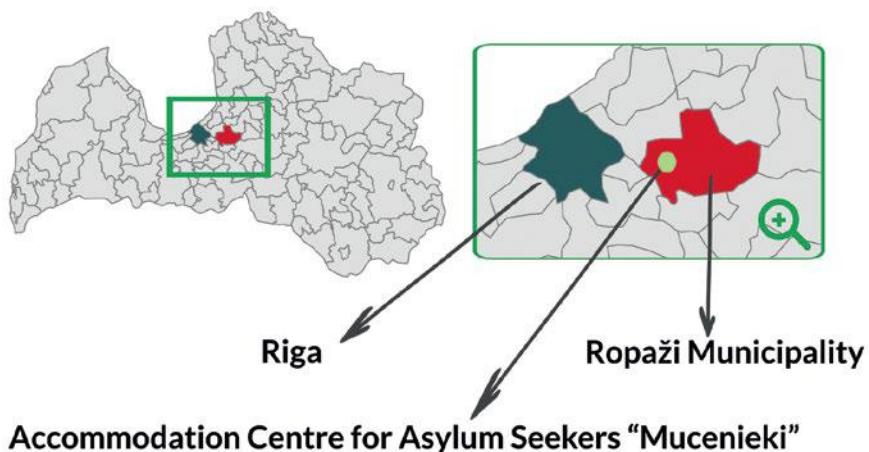 Riga
Ropaži Municipality
Accommodation Centre for Asylum Seekers “Mucenieki”